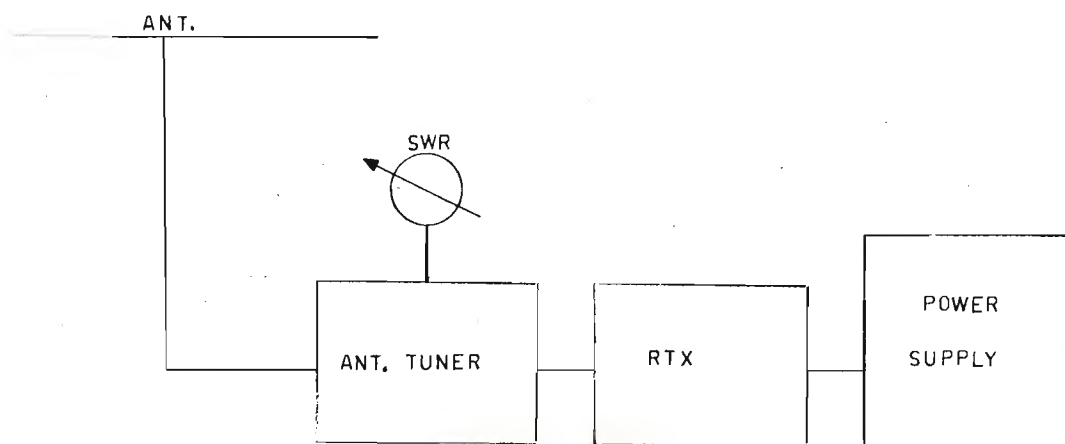 ANT.
SWR
ANT. TUNER
RTX
POWER
SUPPLY